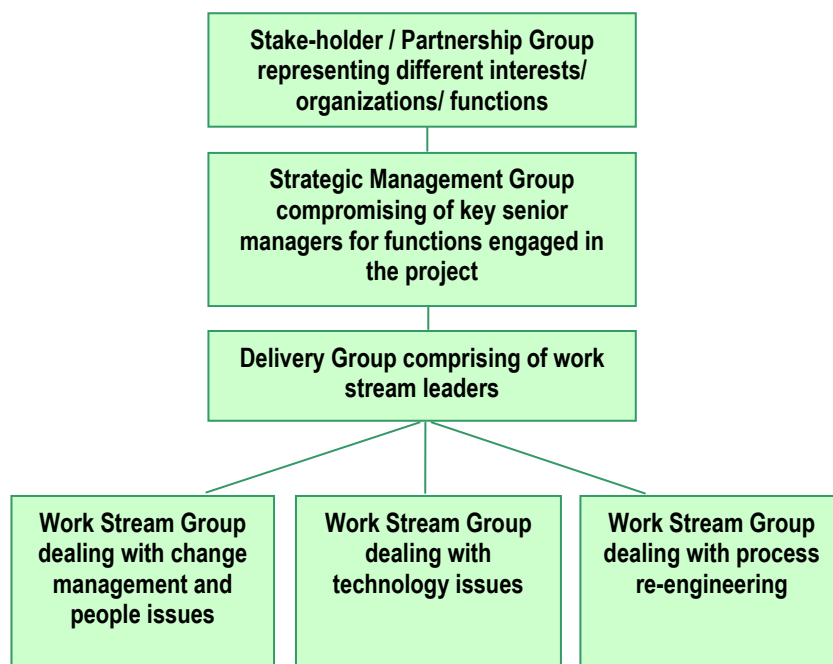 Stake-holder / Partnership Group
representing different interests/
organizations/ functions
Strategic Management Group
compromising of key senior
managers for functions engaged in
the project
Delivery Group comprising of work
stream leaders
Work Stream Group
dealing with change
management and
people issues
Work Stream Group
dealing with
technology issues
Work Stream Group
dealing with process
re-engineering